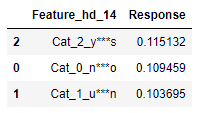 Feature_hd_14 Response
2 Cat_2_y***s 0.115132
0 Cat_0_n***o 0.109459
1 Cat_1_u***n 0.103695